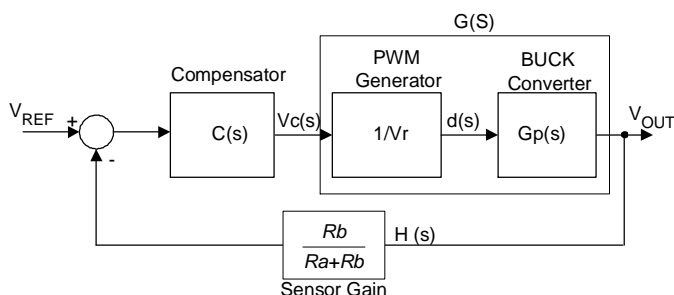 G(S)
PWM
Generator
BUCK
Converter
Compensator
V_REF
+
-
C(s)
Vc(s)
1/Vr
d(s)
Gp(s)
V_OUT
Rb
Ra+Rb
H (s)
Sensor Gain